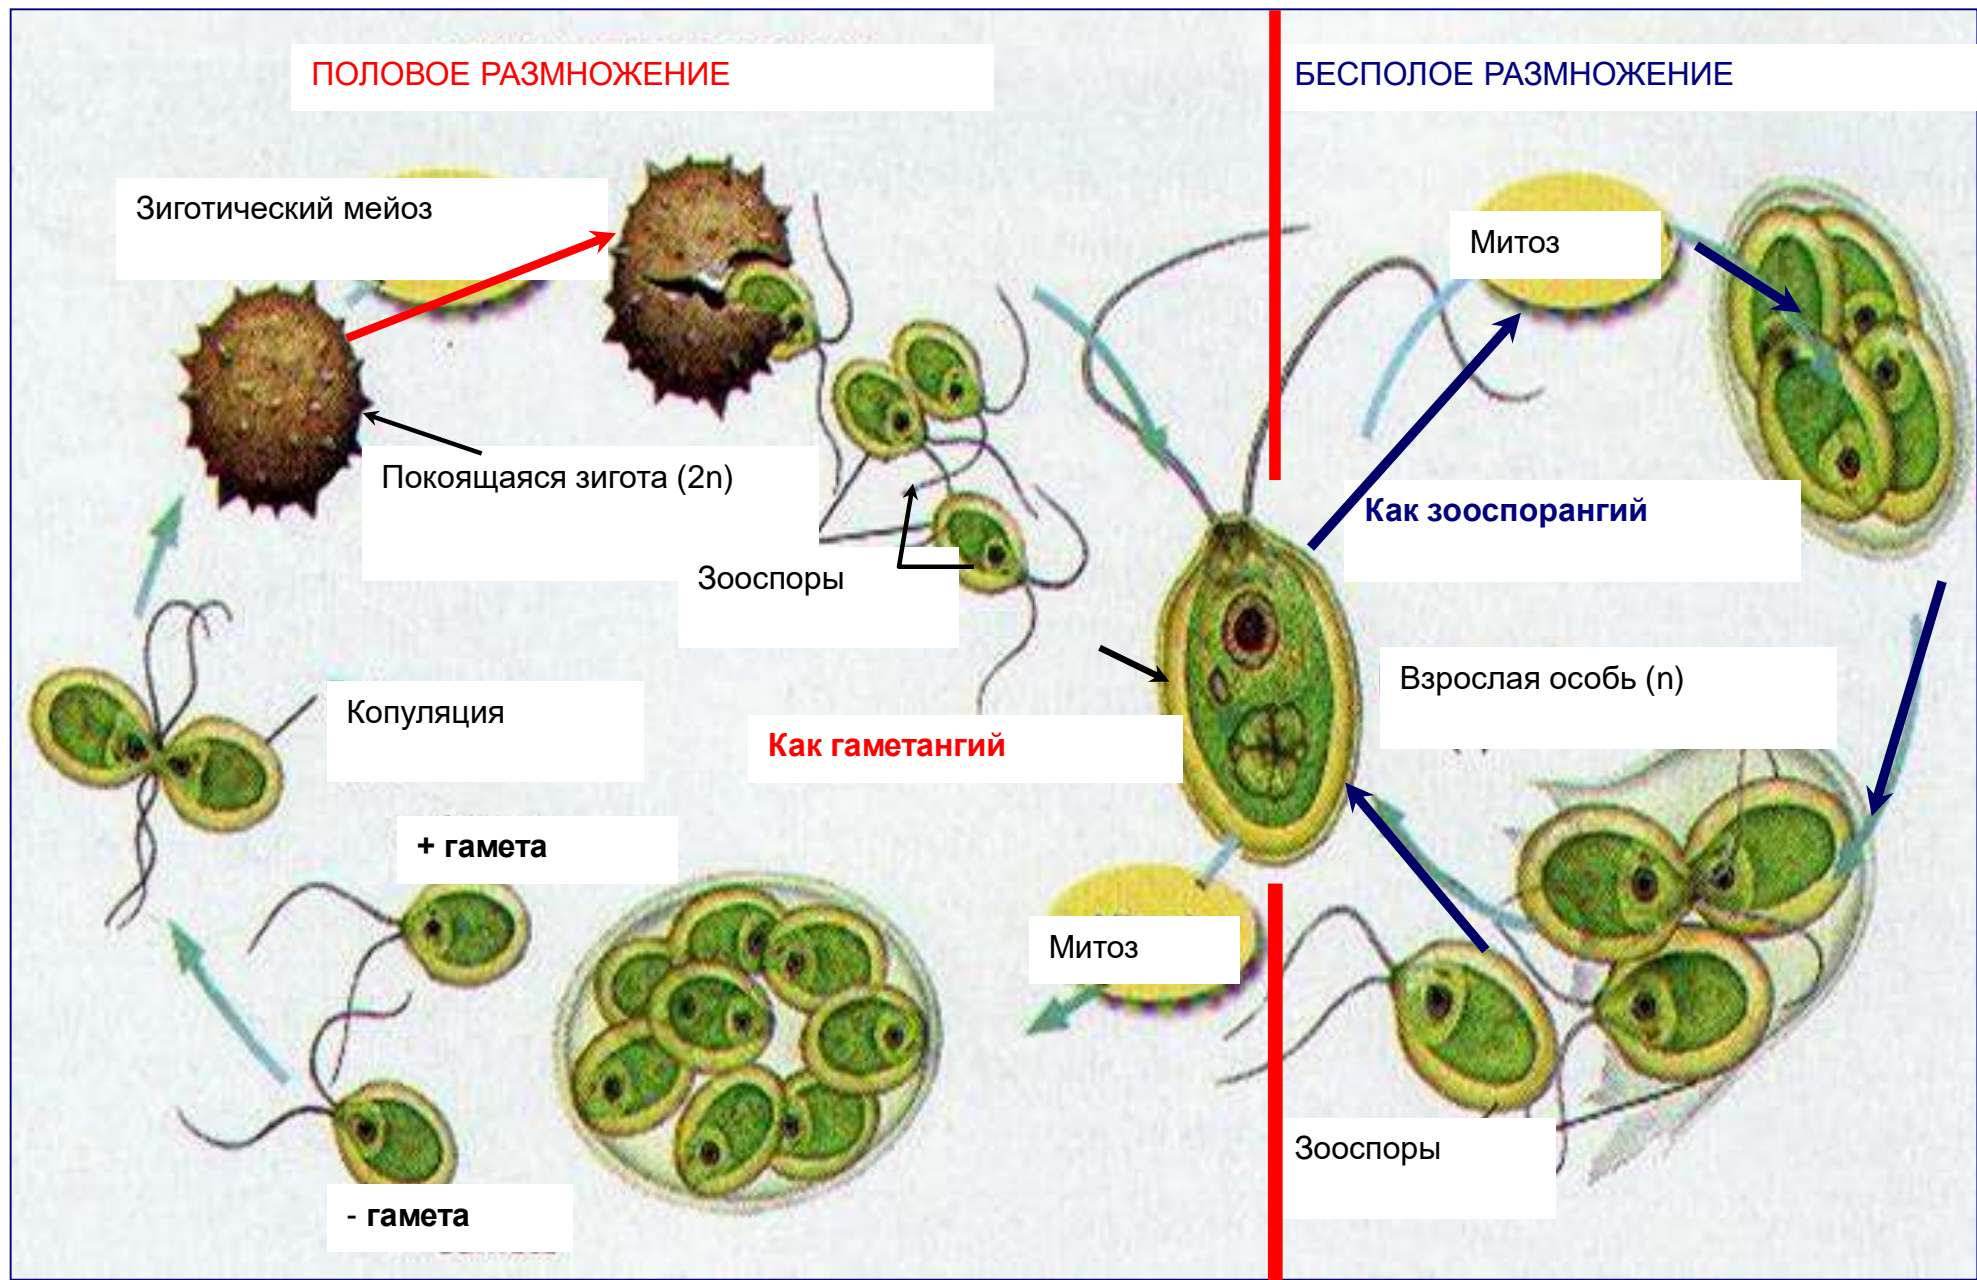 ПОЛОВОЕ РАЗМНОЖЕНИЕ
БЕСПОЛОЕ РАЗМНОЖЕНИЕ
Зиготический мейоз
Митоз
Покоящаяся зигота (2n)
Как зооспорангий
Зооспоры
Взрослая особь (n)
Копуляция
Как гаметангий
+ гамета
Митоз
Зооспоры
- гамета